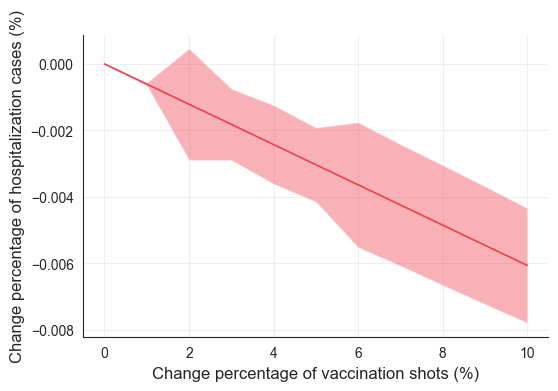 Change percentage of hospitalization cases (%)
0.000
−0.002
−0.004
−0.006
−0.008
0 2 4 6 8 10
Change percentage of vaccination shots (%)